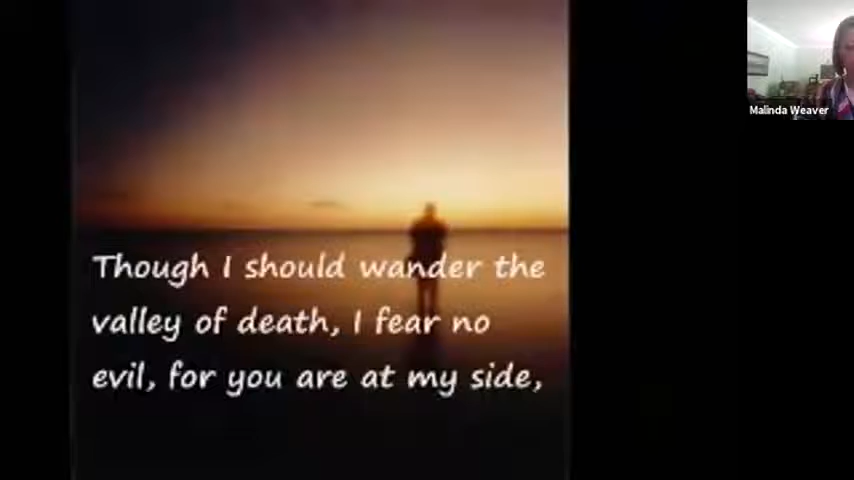 Malinda Weaver
Though I should wander the
valley of death, I fear no
evil, for you are at my side,